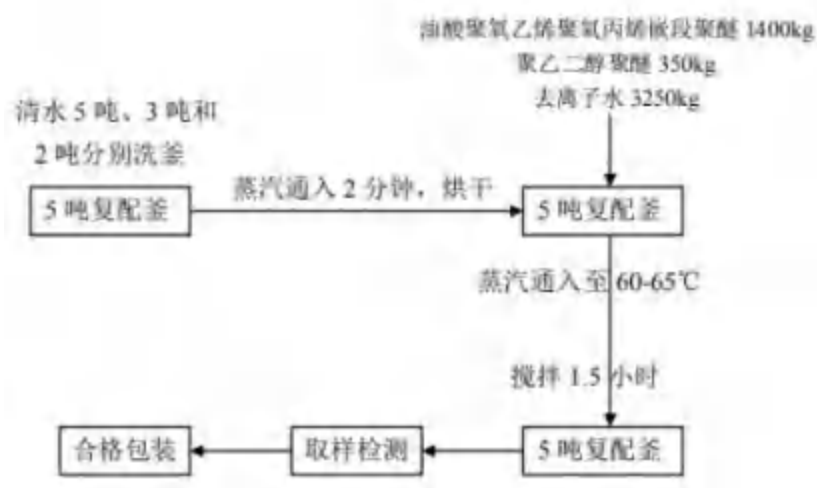 油酸聚氧乙烯聚氧丙烯嵌段聚醚 1400kg
聚乙二醇聚醚 350kg
去离子水 3250kg
清水 5 吨、3 吨和
2 吨分别洗釜
5 吨复配釜
蒸汽通入 2 分钟，烘干
5 吨复配釜
蒸汽通入至 60-65℃
搅拌 1.5 小时
合格包装
取样检测
5 吨复配釜